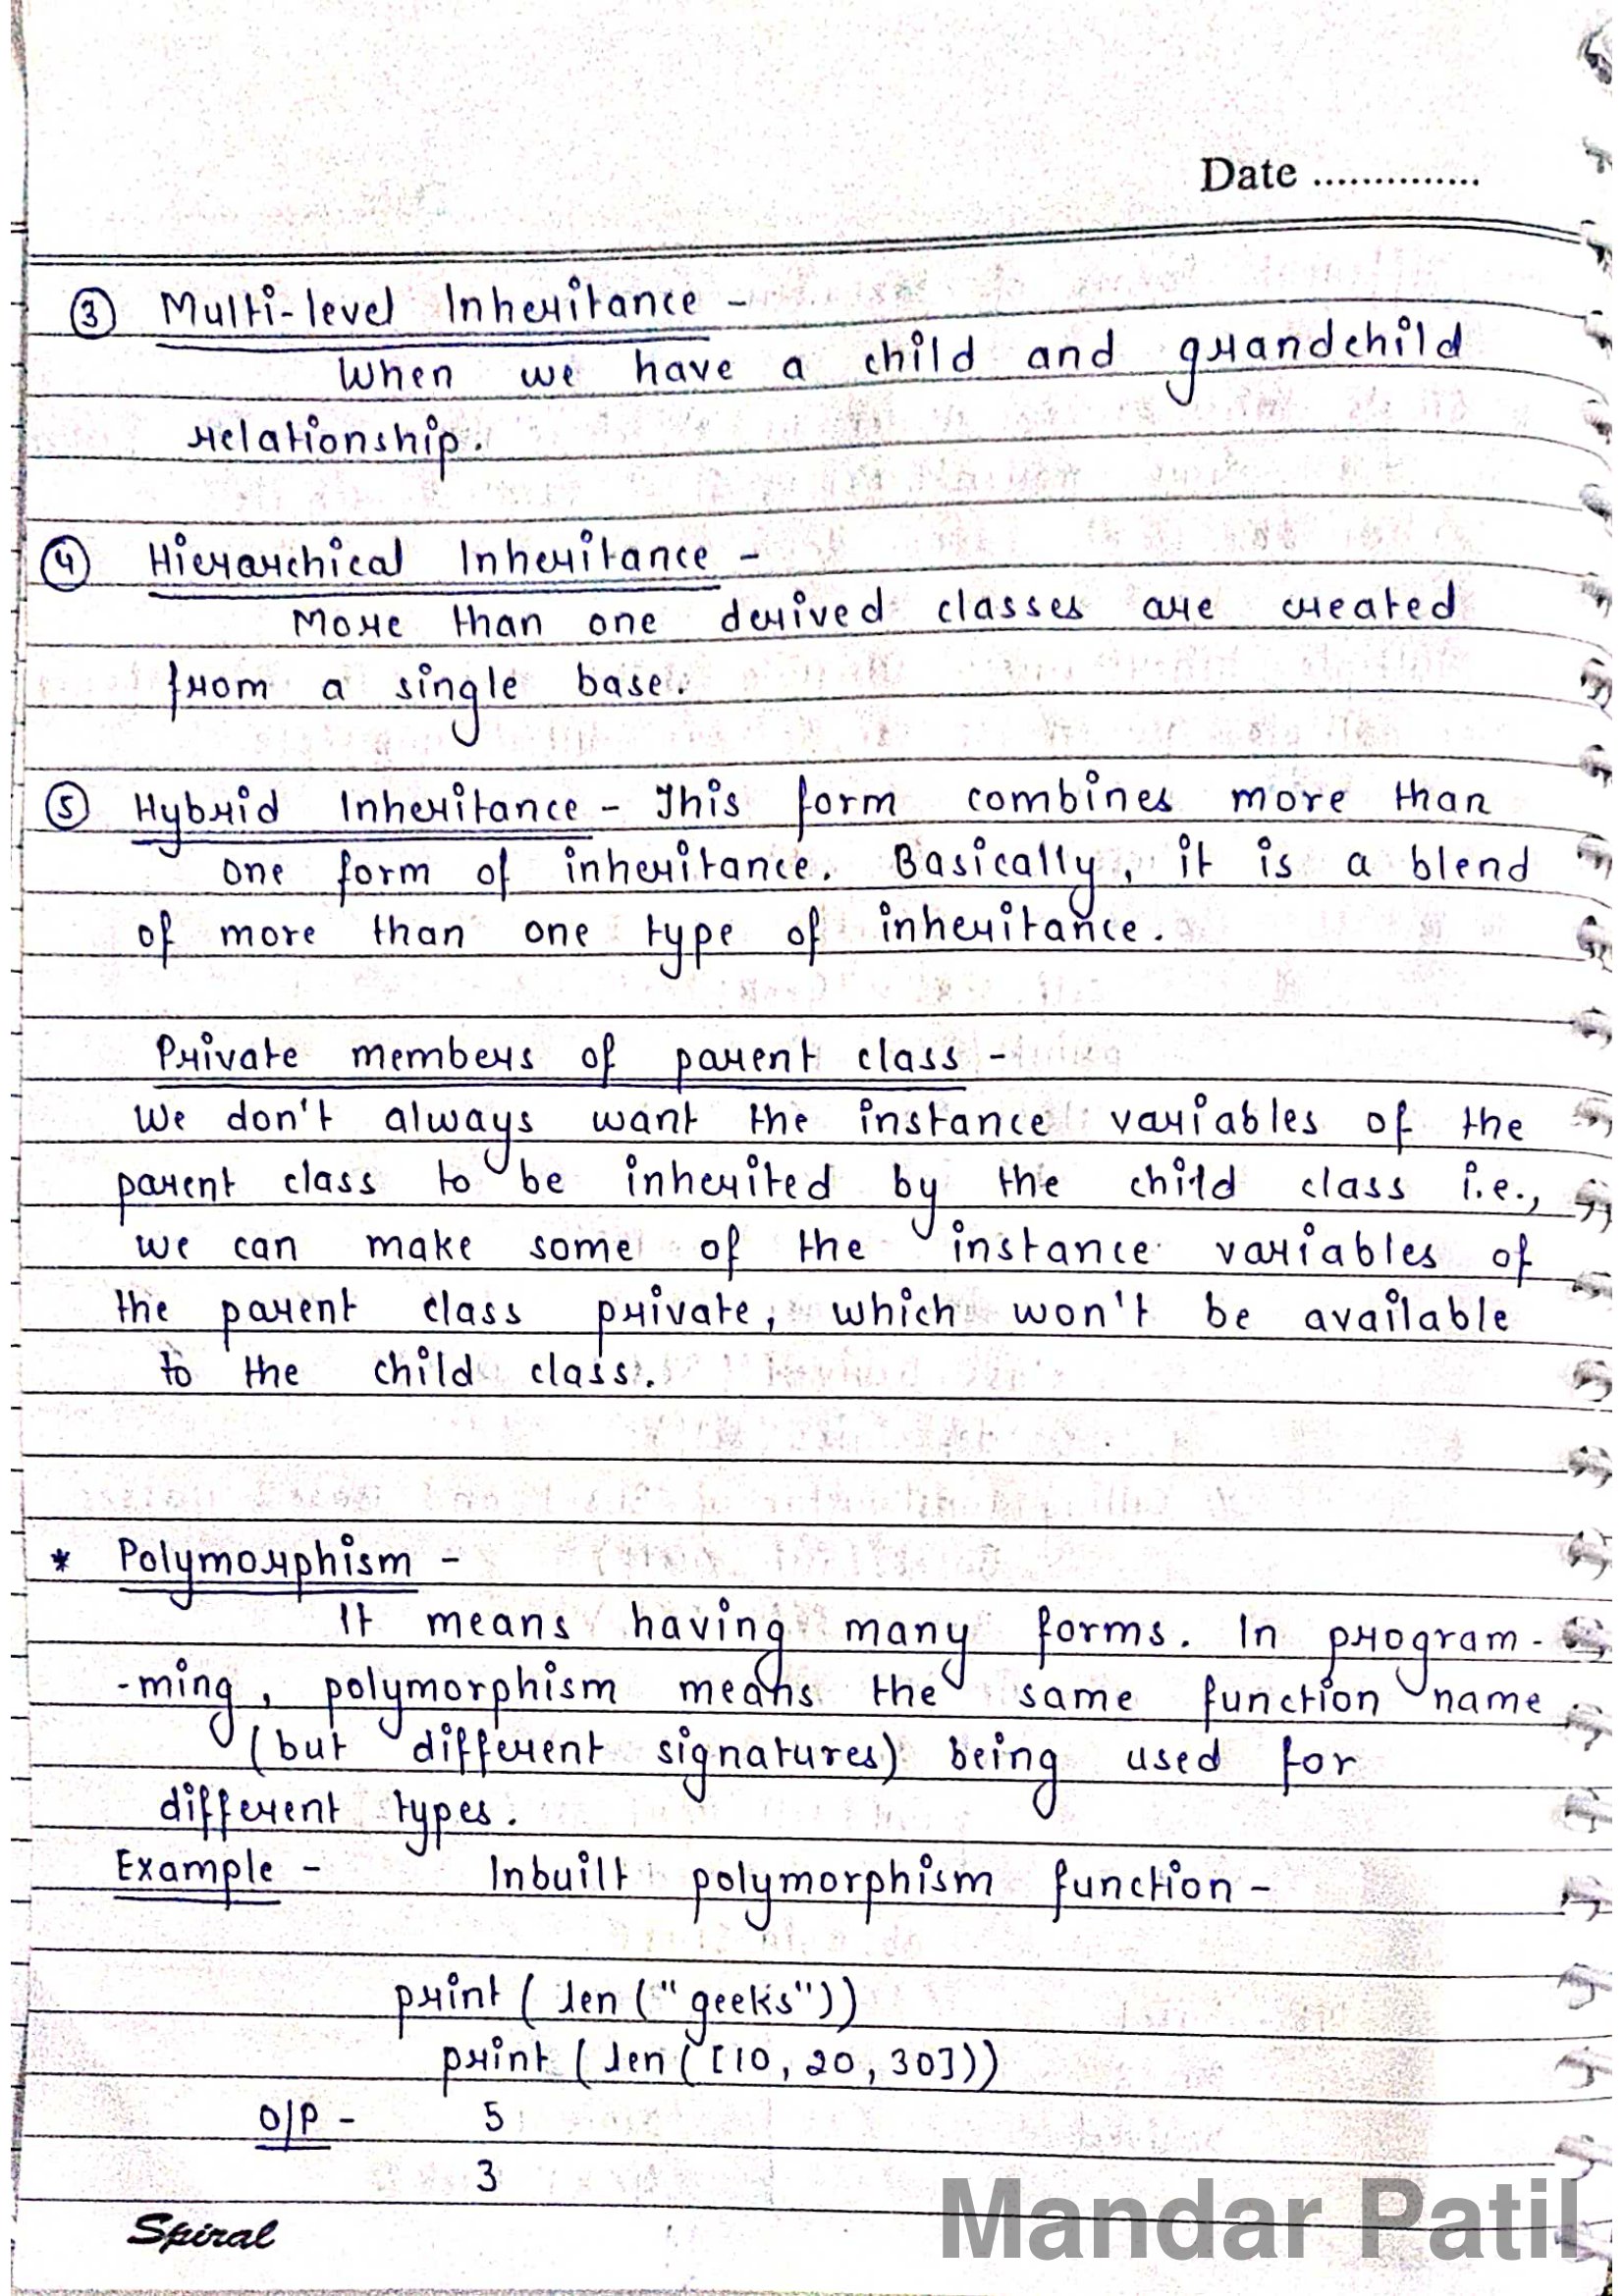 Date ..............
③ Multi-level Inheritance -
When we have a child and grandchild
relationship.
④ Hierarchical Inheritance -
More than one derived classes are created
from a single base.
⑤ Hybrid Inheritance - This form combines more than
one form of inheritance. Basically, it is a blend
of more than one type of inheritance.
Private members of parent class -
We don't always want the instance variables of the
parent class to be inherited by the child class i.e.,
we can make some of the instance variables of
the parent class private, which won't be available
to the child class.
* Polymorphism -
It means having many forms. In program-
-ming, polymorphism means the same function name
(but different signatures) being used for
different types.
Example - Inbuilt polymorphism function -
print ( len ("geeks"))
print ( len ( [10, 20, 30]))
O/P - 5
3
Spiral
Mandar Patil